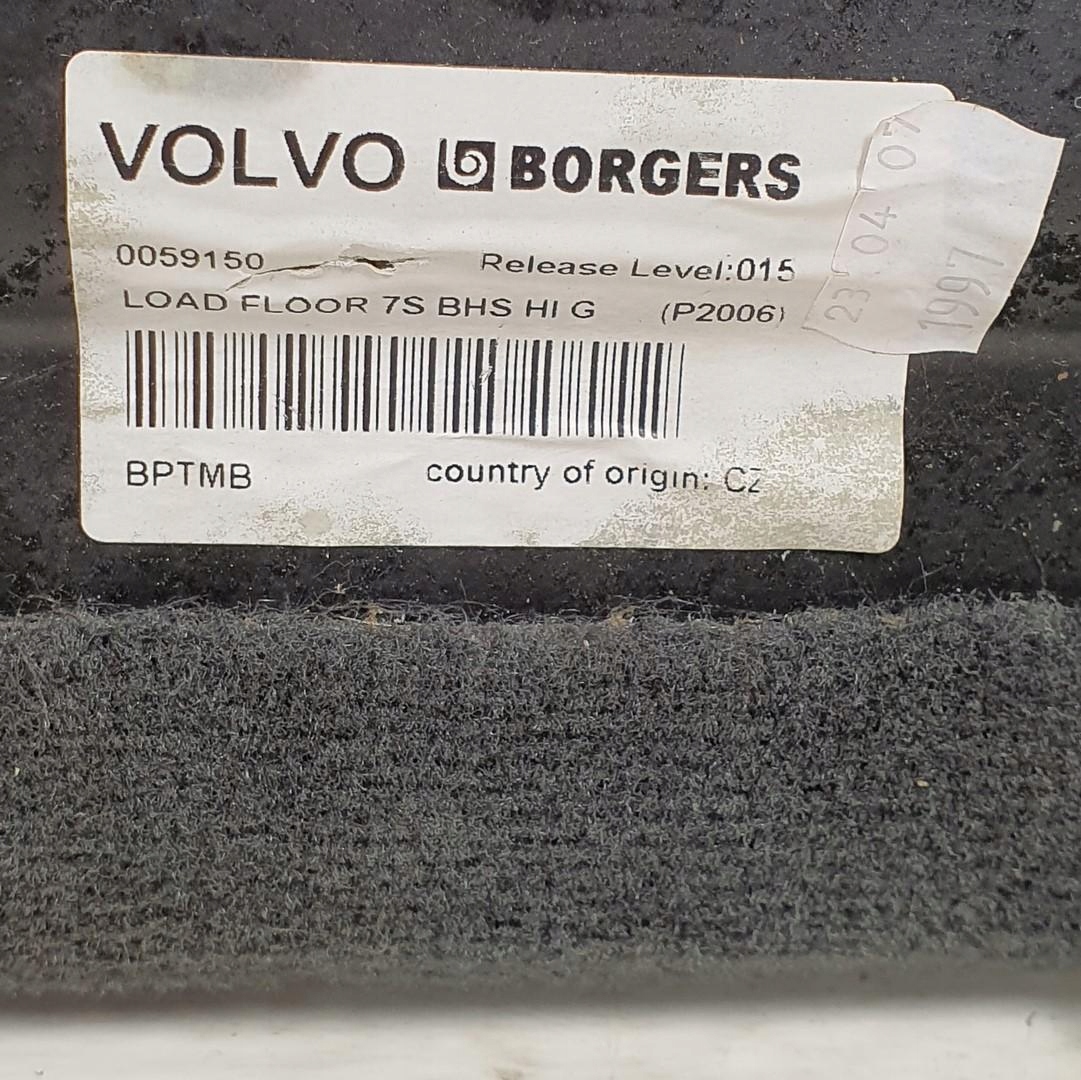 VOLVO BORGERS
0059150 Release Level:015
LOAD FLOOR 7S BHS HI G (P2006)
BPTMB country of origin: CZ
23 04 07
1997